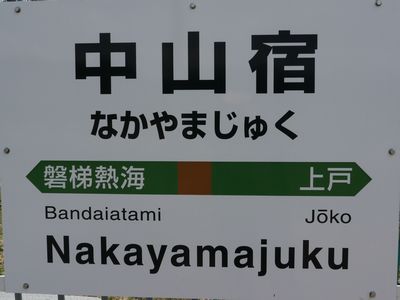 中山宿
なかやまじゅく
磐梯熱海 上戸
Bandaiatami Jōko
Nakayamajuku